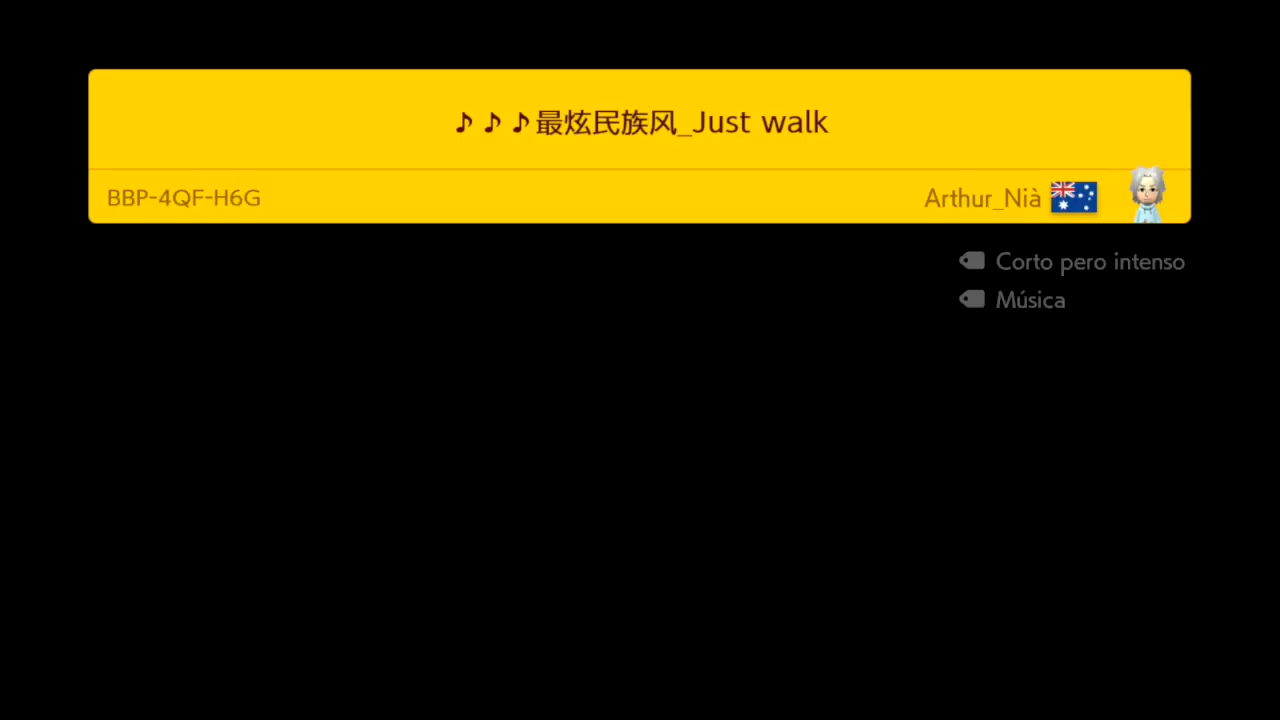 ♪♪♪最炫民族风_Just walk
BBP-4QF-H6G
Arthur_Nià
Corto pero intenso
Música